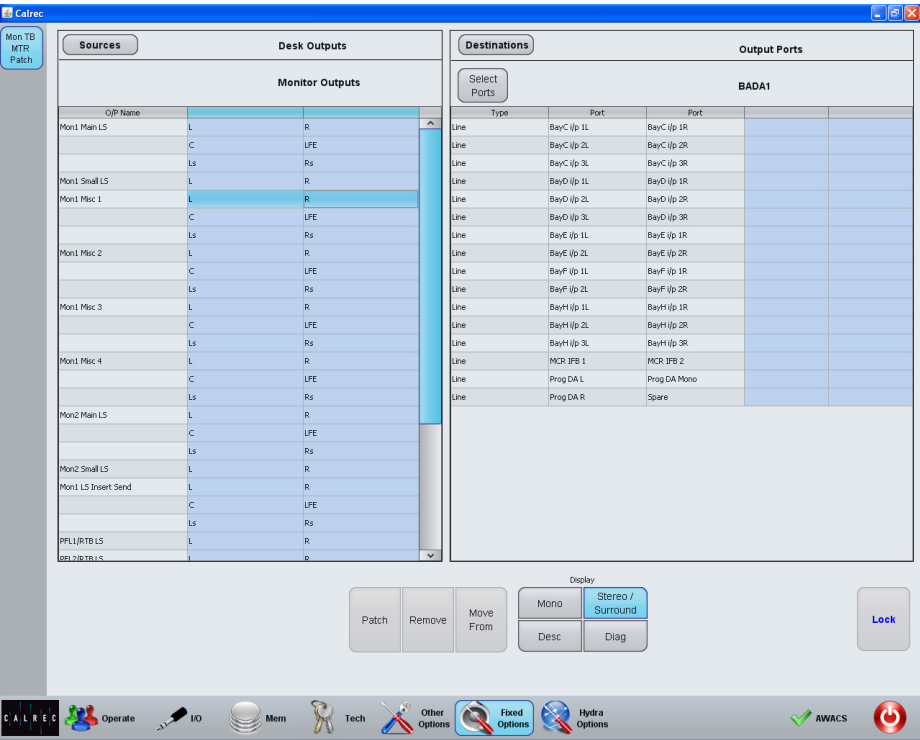 Calrec
Mon TB
MTR
Patch
Sources
Desk Outputs
Monitor Outputs
O/P Name
Mon1 Main LS L R
C LFE
Ls Rs
Mon1 Small LS L R
Mon1 Misc 1 L R
C LFE
Ls Rs
Mon1 Misc 2 L R
C LFE
Ls Rs
Mon1 Misc 3 L R
C LFE
Ls Rs
Mon1 Misc 4 L R
C LFE
Ls Rs
Mon2 Main LS L R
C LFE
Ls Rs
Mon2 Small LS L R
Mon1 LS Insert Send L R
C LFE
Ls Rs
PFL1/RTB LS L R
PFL2/RTB LS L R
Destinations
Output Ports
Select
Ports
BADA1
Type Port Port
Line BayC i/p 1L BayC i/p 1R
Line BayC i/p 2L BayC i/p 2R
Line BayC i/p 3L BayC i/p 3R
Line BayD i/p 1L BayD i/p 1R
Line BayD i/p 2L BayD i/p 2R
Line BayD i/p 3L BayD i/p 3R
Line BayE i/p 1L BayE i/p 1R
Line BayE i/p 2L BayE i/p 2R
Line BayF i/p 1L BayF i/p 1R
Line BayF i/p 2L BayF i/p 2R
Line BayH i/p 1L BayH i/p 1R
Line BayH i/p 2L BayH i/p 2R
Line BayH i/p 3L BayH i/p 3R
Line MCR IFB 1 MCR IFB 2
Line Prog DA L Prog DA Mono
Line Prog DA R Spare
Patch
Remove
Move
From
Display
Mono
Stereo /
Surround
Desc
Diag
Lock
CALREC
Operate
I/O
Mem
Tech
Other
Options
Fixed
Options
Hydra
Options
AWACS